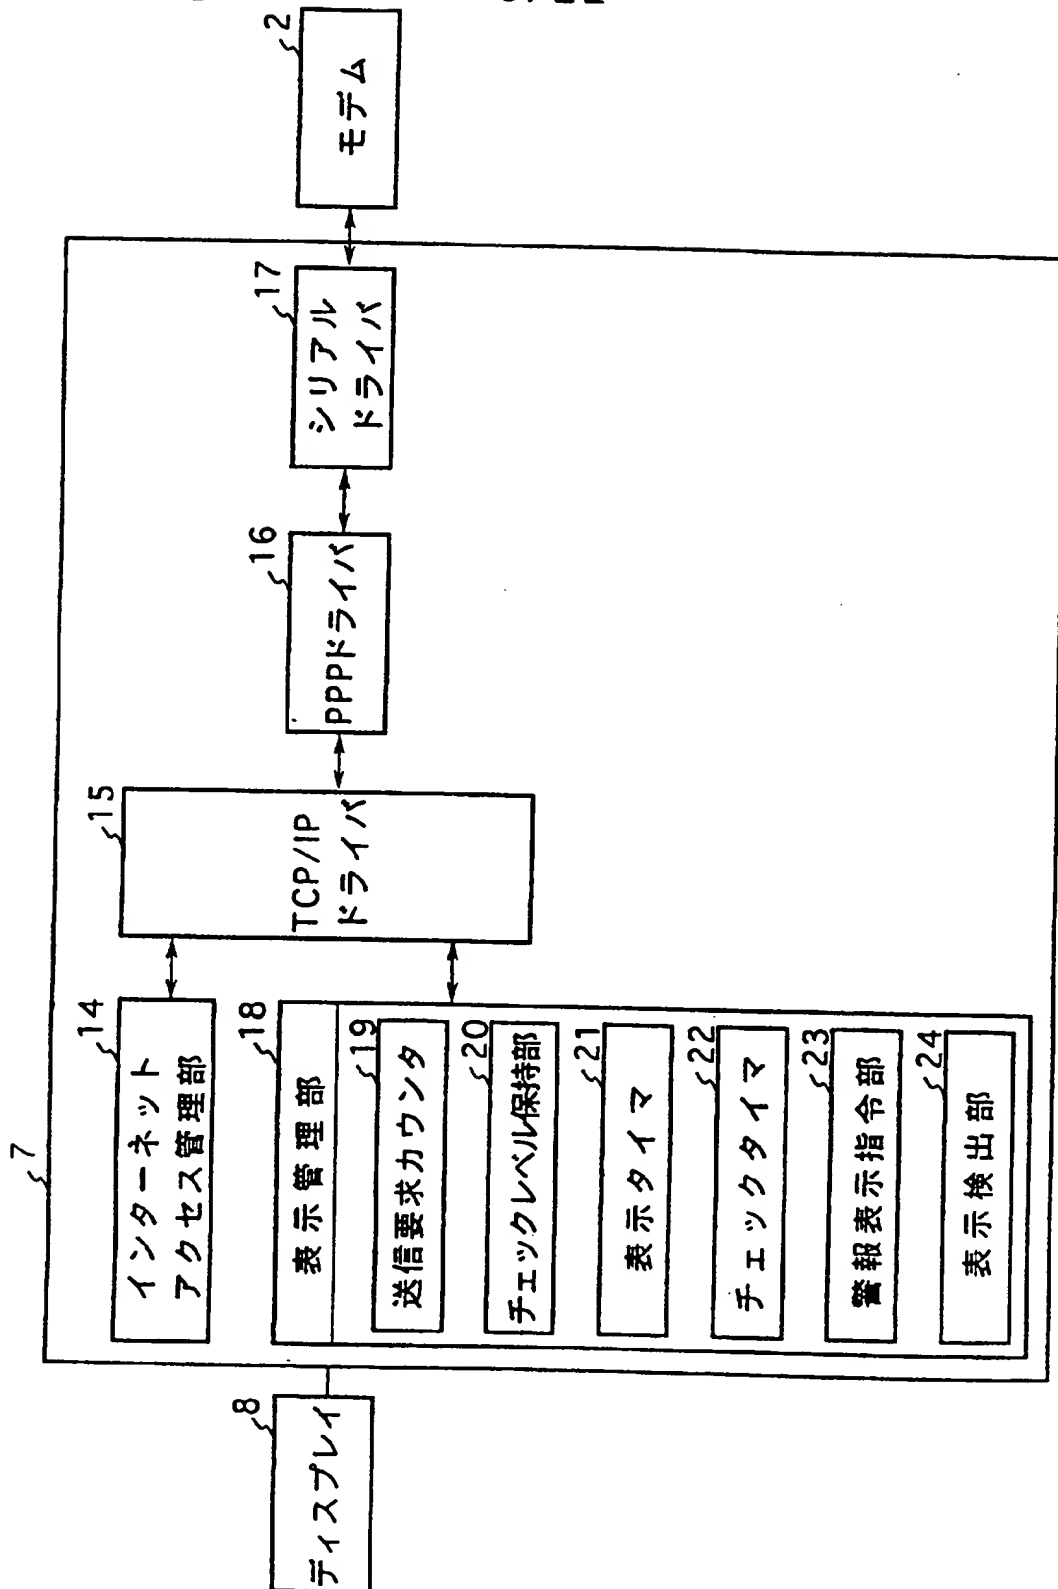 7
8
ディスプレイ
14
インターネット
アクセス管理部
18
表示管理部
19
送信要求カウンタ
20
チェックレベル保持部
21
表示タイマ
22
チェックタイマ
23
警報表示指令部
24
表示検出部
15
TCP/IP
ドライバ
16
PPPドライバ
17
シリアル
ドライバ
2
モデム